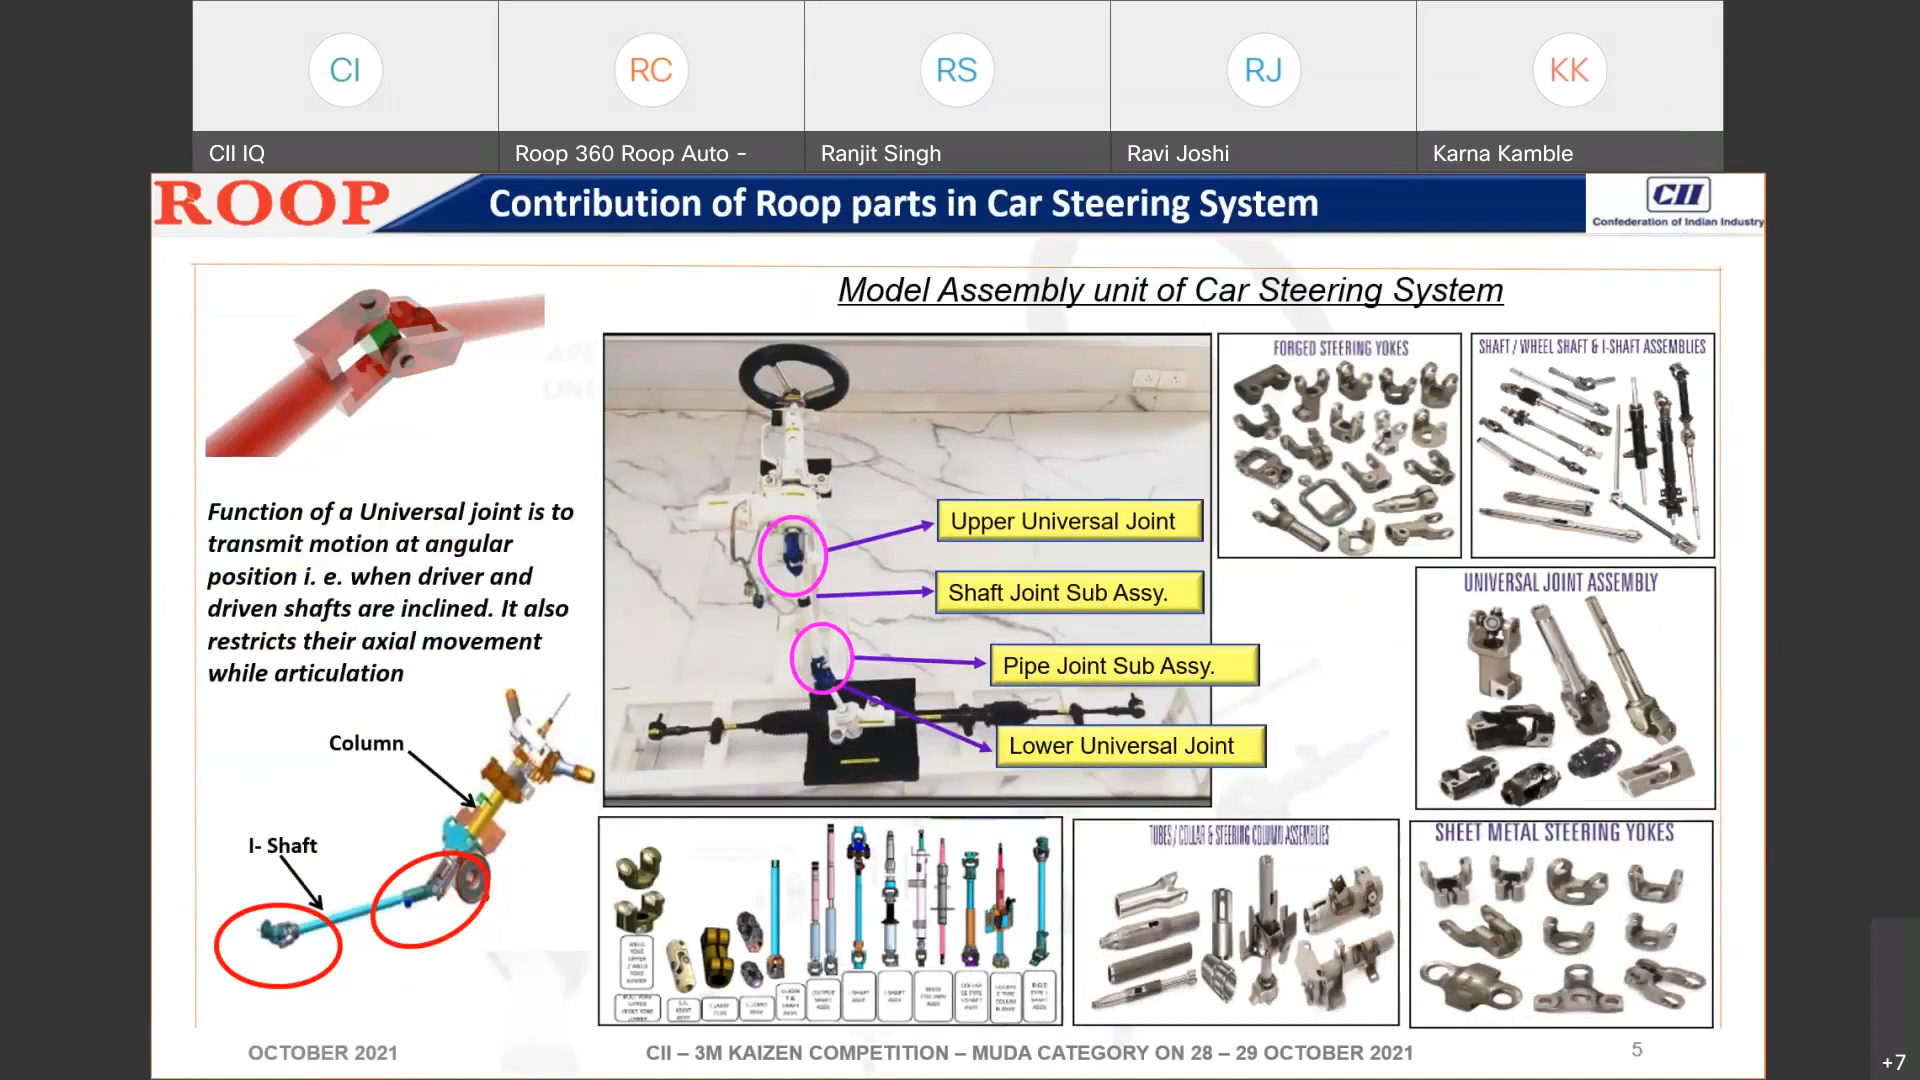 CI
RC
RS
RJ
KK
CII IQ
Roop 360 Roop Auto -
Ranjit Singh
Ravi Joshi
Karna Kamble
ROOP
Contribution of Roop parts in Car Steering System
CII
Confederation of Indian Industry
Model Assembly unit of Car Steering System
Function of a Universal joint is to
transmit motion at angular
position i. e. when driver and
driven shafts are inclined. It also
restricts their axial movement
while articulation
Column
I- Shaft
Upper Universal Joint
Shaft Joint Sub Assy.
Pipe Joint Sub Assy.
Lower Universal Joint
FORGED STEERING YOKES
SHAFT / WHEEL SHAFT & I-SHAFT ASSEMBLIES
UNIVERSAL JOINT ASSEMBLY
TUBES / COLLAR & STEERING COLUMN ASSEMBLIES
SHEET METAL STEERING YOKES
OCTOBER 2021
CII – 3M KAIZEN COMPETITION – MUDA CATEGORY ON 28 – 29 OCTOBER 2021
5
+7